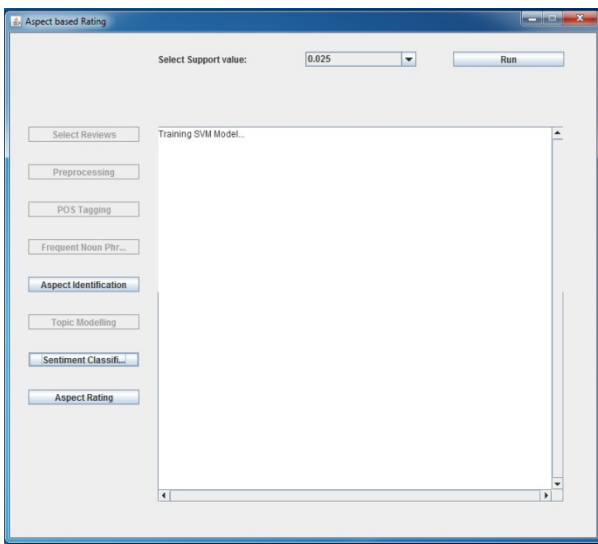 Aspect based Rating
Select Support value: 0.025 Run
Select Reviews
Training SVM Model...
Preprocessing
POS Tagging
Frequent Noun Phr...
Aspect Identification
Topic Modelling
Sentiment Classifi...
Aspect Rating